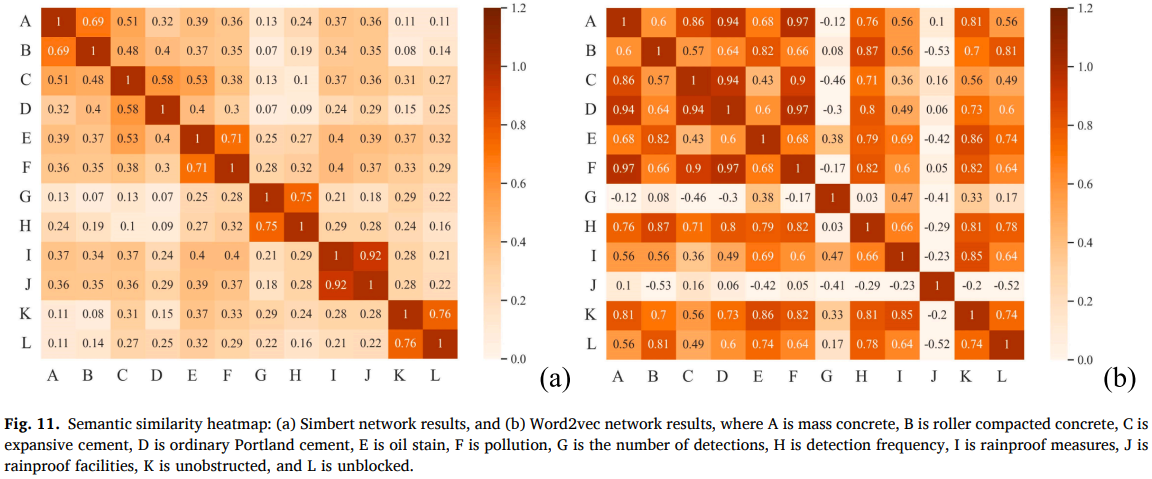 A 1 0.69 0.51 0.32 0.39 0.36 0.13 0.24 0.37 0.36 0.11 0.11
B 0.69 1 0.48 0.4 0.37 0.35 0.07 0.19 0.34 0.35 0.08 0.14
C 0.51 0.48 1 0.58 0.53 0.38 0.13 0.1 0.37 0.36 0.31 0.27
D 0.32 0.4 0.58 1 0.4 0.3 0.07 0.09 0.24 0.29 0.15 0.25
E 0.39 0.37 0.53 0.4 1 0.71 0.25 0.27 0.4 0.39 0.37 0.32
F 0.36 0.35 0.38 0.3 0.71 1 0.28 0.32 0.4 0.37 0.33 0.29
G 0.13 0.07 0.13 0.07 0.25 0.28 1 0.75 0.21 0.18 0.29 0.22
H 0.24 0.19 0.1 0.09 0.27 0.32 0.75 1 0.29 0.28 0.24 0.16
I 0.37 0.34 0.37 0.24 0.4 0.4 0.21 0.29 1 0.92 0.28 0.21
J 0.36 0.35 0.36 0.29 0.39 0.37 0.18 0.28 0.92 1 0.28 0.22
K 0.11 0.08 0.31 0.15 0.37 0.33 0.29 0.24 0.28 0.28 1 0.76
L 0.11 0.14 0.27 0.25 0.32 0.29 0.22 0.16 0.21 0.22 0.76 1
A B C D E F G H I J K L
1.2
1.0
0.8
0.6
0.4
0.2
0.0
(a)
A 1 0.6 0.86 0.94 0.68 0.97 -0.12 0.76 0.56 0.1 0.81 0.56
B 0.6 1 0.57 0.64 0.82 0.66 0.08 0.87 0.56 -0.53 0.7 0.81
C 0.86 0.57 1 0.94 0.43 0.9 -0.46 0.71 0.36 0.16 0.56 0.49
D 0.94 0.64 0.94 1 0.6 0.97 -0.3 0.8 0.49 0.06 0.73 0.6
E 0.68 0.82 0.43 0.6 1 0.68 0.38 0.79 0.69 -0.42 0.86 0.74
F 0.97 0.66 0.9 0.97 0.68 1 -0.17 0.82 0.6 0.05 0.82 0.64
G -0.12 0.08 -0.46 -0.3 0.38 -0.17 1 0.03 0.47 -0.41 0.33 0.17
H 0.76 0.87 0.71 0.8 0.79 0.82 0.03 1 0.66 -0.29 0.81 0.78
I 0.56 0.56 0.36 0.49 0.69 0.6 0.47 0.66 1 -0.23 0.85 0.64
J 0.1 -0.53 0.16 0.06 -0.42 0.05 -0.41 -0.29 -0.23 1 -0.2 -0.52
K 0.81 0.7 0.56 0.73 0.86 0.82 0.33 0.81 0.85 -0.2 1 0.74
L 0.56 0.81 0.49 0.6 0.74 0.64 0.17 0.78 0.64 -0.52 0.74 1
A B C D E F G H I J K L
1.2
1.0
0.8
0.6
0.4
0.2
0.0
(b)
Fig. 11. Semantic similarity heatmap: (a) Simbert network results, and (b) Word2vec network results, where A is mass concrete, B is roller compacted concrete, C is
expansive cement, D is ordinary Portland cement, E is oil stain, F is pollution, G is the number of detections, H is detection frequency, I is rainproof measures, J is
rainproof facilities, K is unobstructed, and L is unblocked.